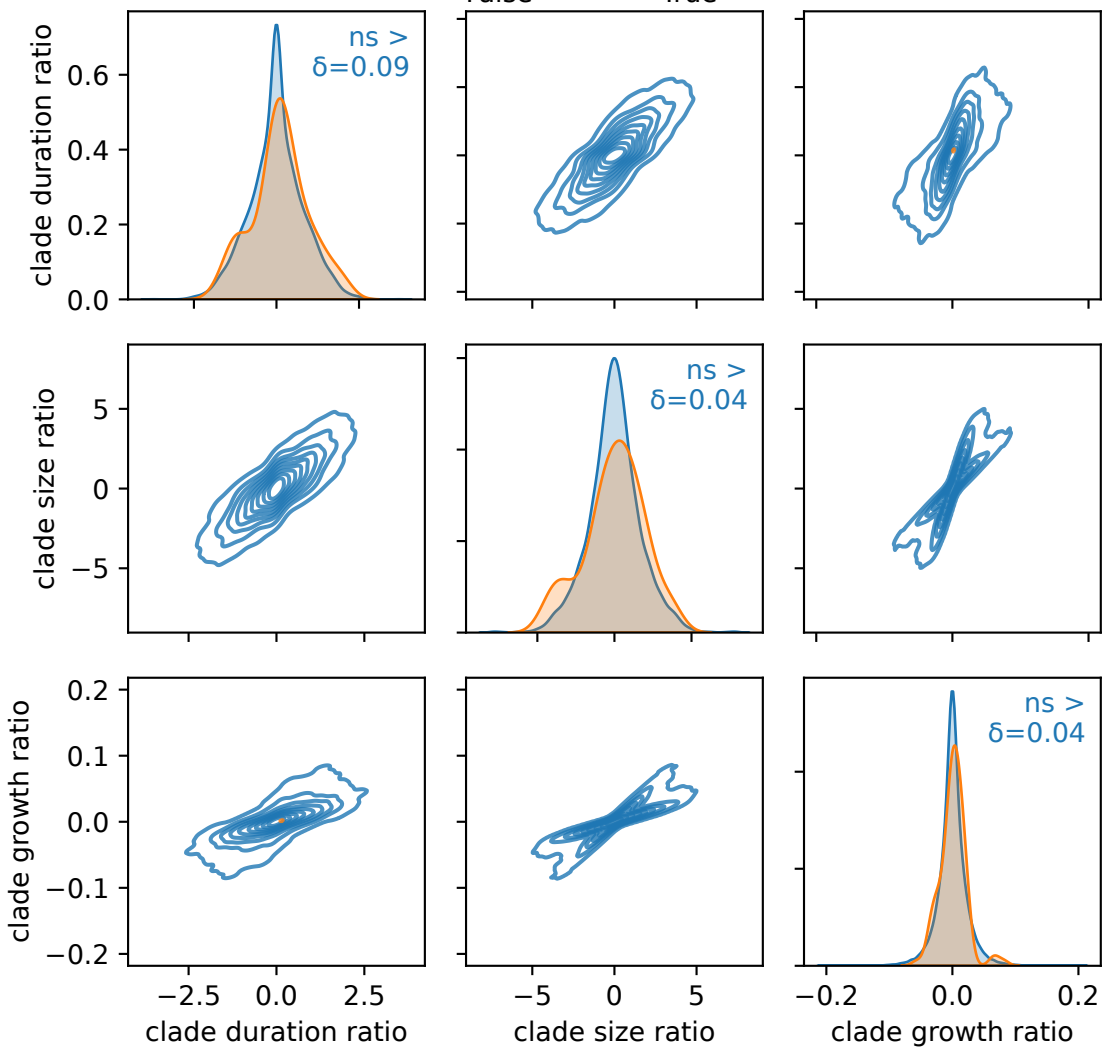 True
clade duration ratio
0.6
0.4
0.2
0.0
ns >
δ=0.09
clade size ratio
5
0
−5
ns >
δ=0.04
clade growth ratio
0.2
0.1
0.0
−0.1
−0.2
ns >
δ=0.04
−2.5 0.0 2.5
−5 0 5
−0.2 0.0 0.2
clade duration ratio
clade size ratio
clade growth ratio